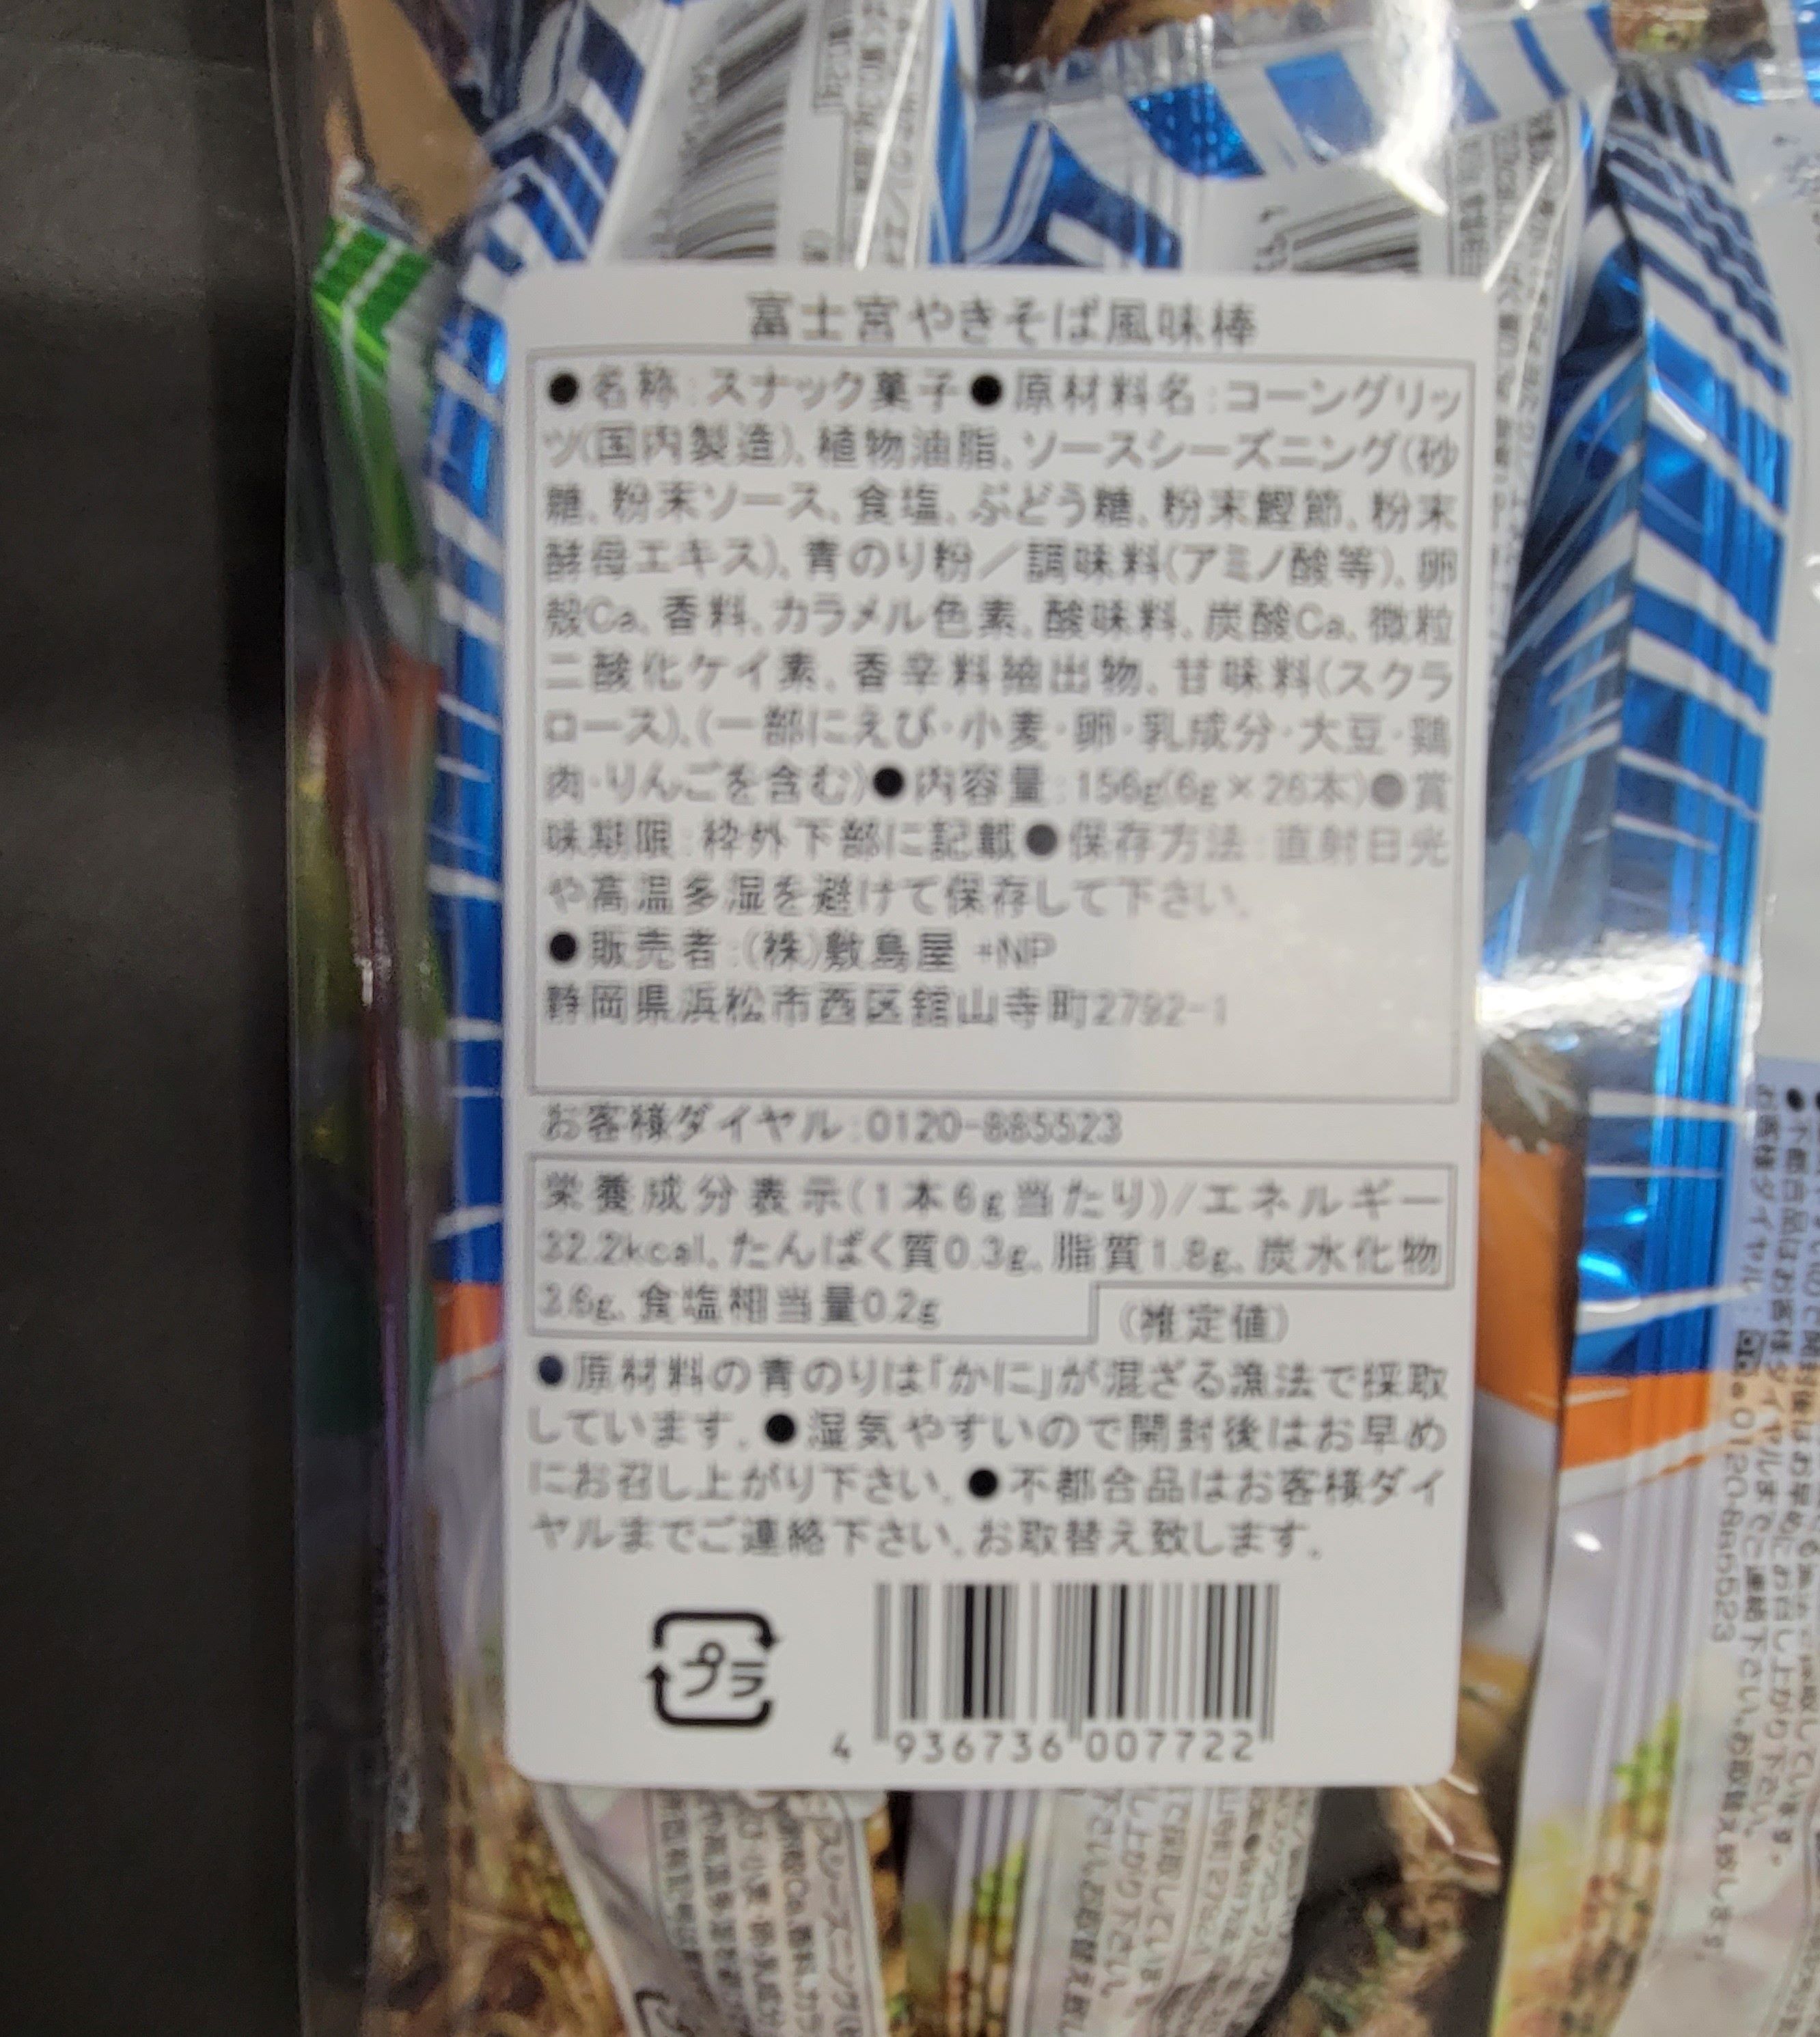 富士宮やきそば風味棒
●名称:スナック菓子●原材料名:コーングリッ
ツ(国内製造)、植物油脂、ソースシーズニング(砂
糖、粉末ソース、食塩、ぶどう糖、粉末鰹節、粉末
酵母エキス)、青のり粉/調味料(アミノ酸等)、卵
殻Ca、香料、カラメル色素、酸味料、炭酸Ca、微粒
二酸化ケイ素、香辛料抽出物、甘味料(スクラ
ロース)、(一部にえび・小麦・卵・乳成分・大豆・鶏
肉・りんごを含む)●内容量:156g(6g×26本)●賞
味期限:枠外下部に記載●保存方法:直射日光
や高温多湿を避けて保存して下さい。
●販売者:(株)敷島屋 +NP
静岡県浜松市西区舘山寺町2792-1
お客様ダイヤル:0120-885523
栄養成分表示(1本6g当たり)/エネルギー
32.2kcal、たんぱく質0.3g、脂質1.8g、炭水化物
3.6g、食塩相当量0.2g
(推定値)
●原材料の青のりは「かに」が混ざる漁法で採取
しています。●湿気やすいので開封後はお早め
にお召し上がり下さい。●不都合品はお客様ダイ
ヤルまでご連絡下さい。お取替え致します。
プラ
4 936736 007722